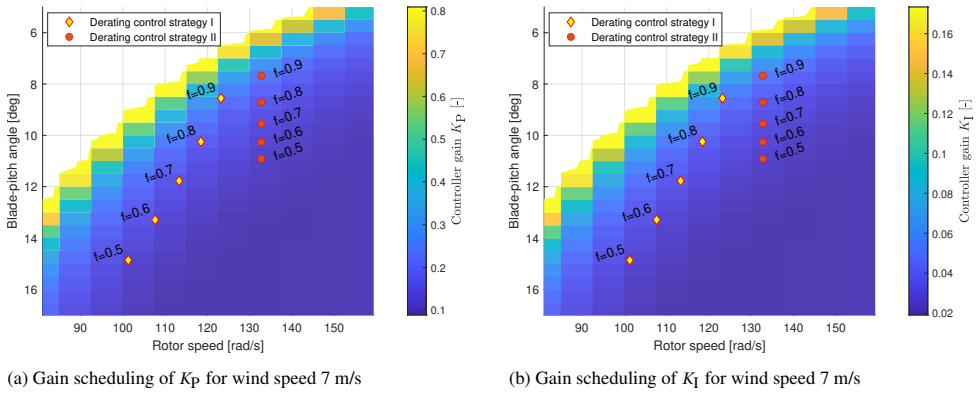 Derating control strategy I
Derating control strategy II
f=0.9
f=0.9
f=0.8
f=0.7
f=0.8
f=0.6
f=0.5
f=0.7
f=0.6
f=0.5
6
8
10
12
14
16
Blade-pitch angle [deg]
90 100 110 120 130 140 150
Rotor speed [rad/s]
0.8
0.7
0.6
0.5
0.4
0.3
0.2
0.1
Controller gain KP [-]
(a) Gain scheduling of KP for wind speed 7 m/s
Derating control strategy I
Derating control strategy II
f=0.9
f=0.9
f=0.8
f=0.7
f=0.8
f=0.6
f=0.5
f=0.7
f=0.6
f=0.5
6
8
10
12
14
16
Blade-pitch angle [deg]
90 100 110 120 130 140 150
Rotor speed [rad/s]
0.16
0.14
0.12
0.10
0.08
0.06
0.04
0.02
Controller gain KI [-]
(b) Gain scheduling of KI for wind speed 7 m/s